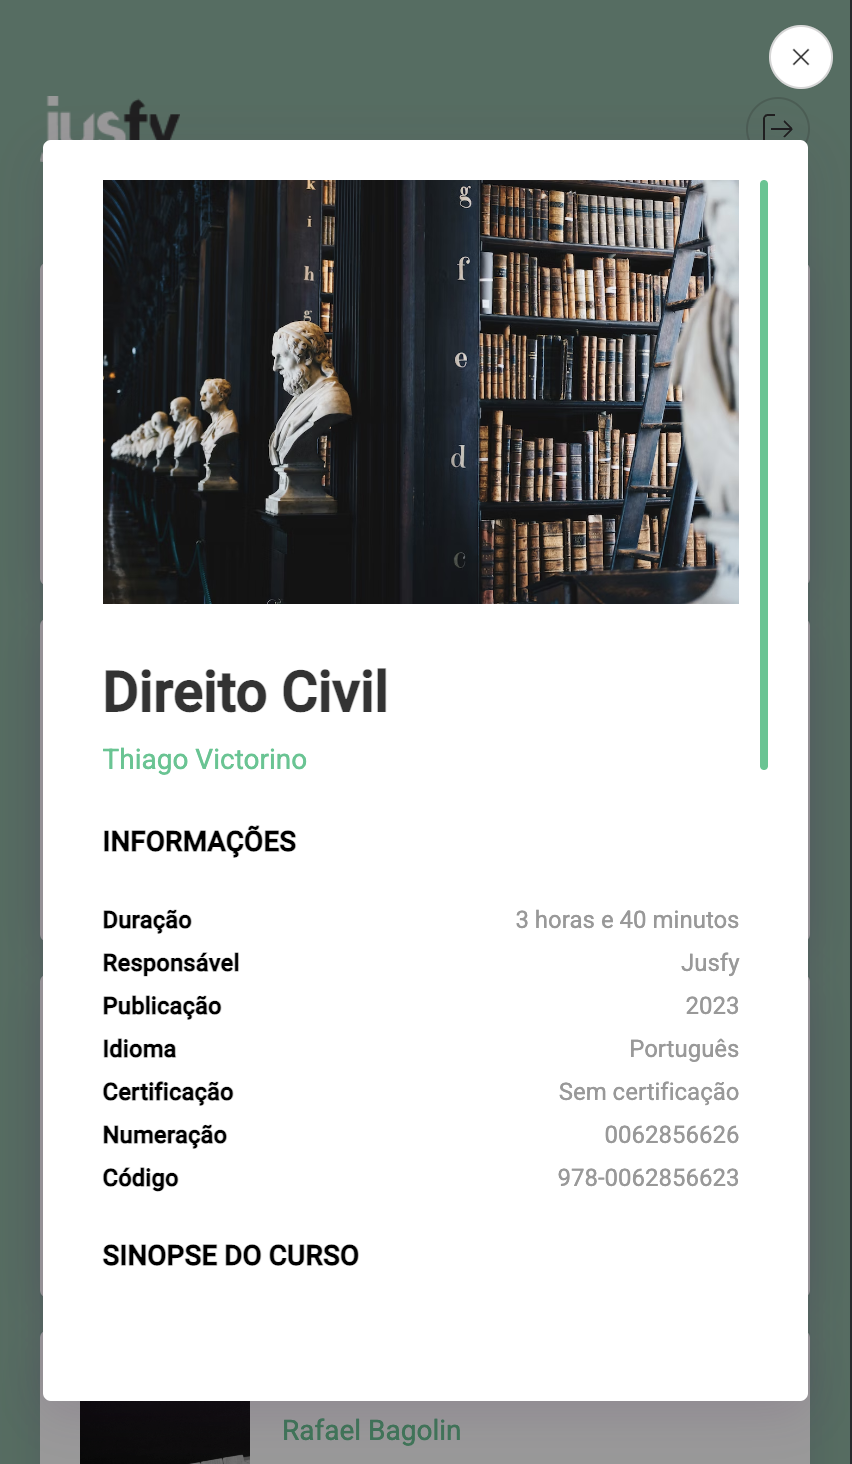 jusfy
k
i
h
g
g
f
e
d
c
Direito Civil
Thiago Victorino
INFORMAÇÕES
Duração 3 horas e 40 minutos
Responsável Jusfy
Publicação 2023
Idioma Português
Certificação Sem certificação
Numeração 0062856626
Código 978-0062856623
SINOPSE DO CURSO
Rafael Bagolin